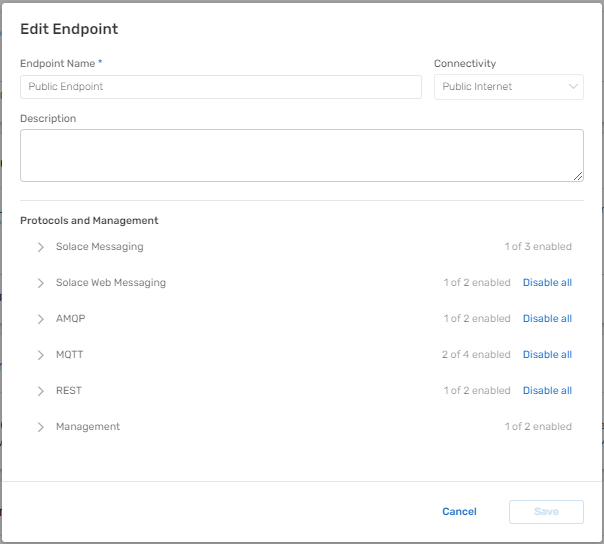 Edit Endpoint
Endpoint Name * Connectivity
Public Endpoint Public Internet
Description
Protocols and Management
Solace Messaging 1 of 3 enabled
Solace Web Messaging 1 of 2 enabled Disable all
AMQP 1 of 2 enabled Disable all
MQTT 2 of 4 enabled Disable all
REST 1 of 2 enabled Disable all
Management 1 of 2 enabled
Cancel Save